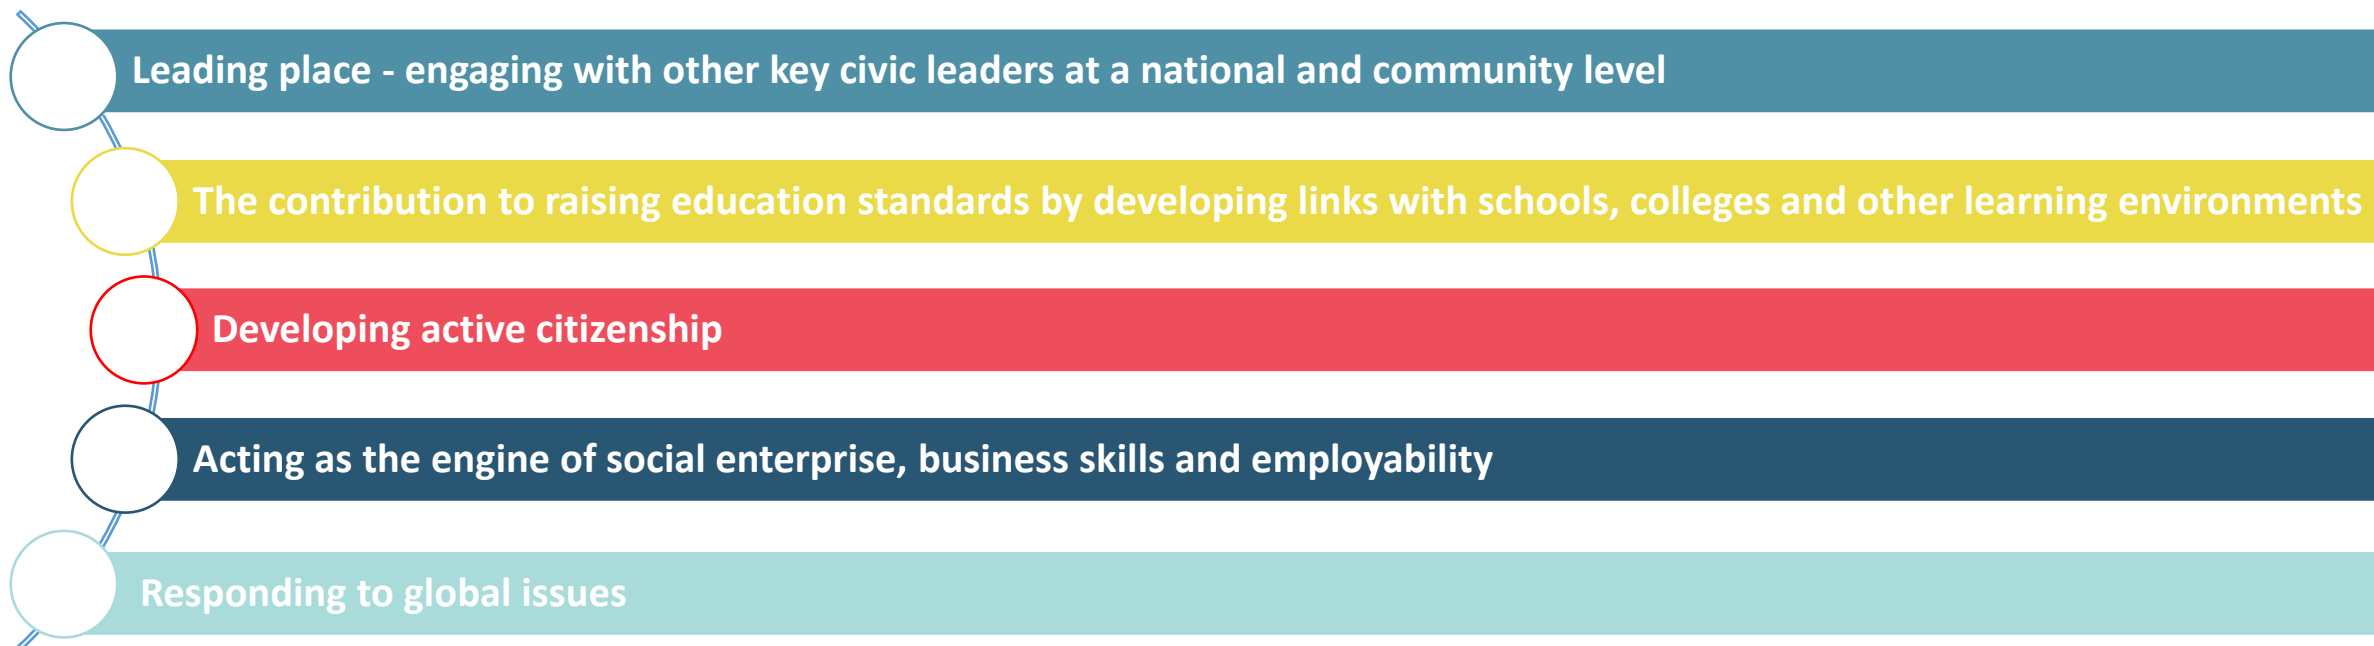 Leading place - engaging with other key civic leaders at a national and community level
The contribution to raising education standards by developing links with schools, colleges and other learning environments
Developing active citizenship
Acting as the engine of social enterprise, business skills and employability
Responding to global issues